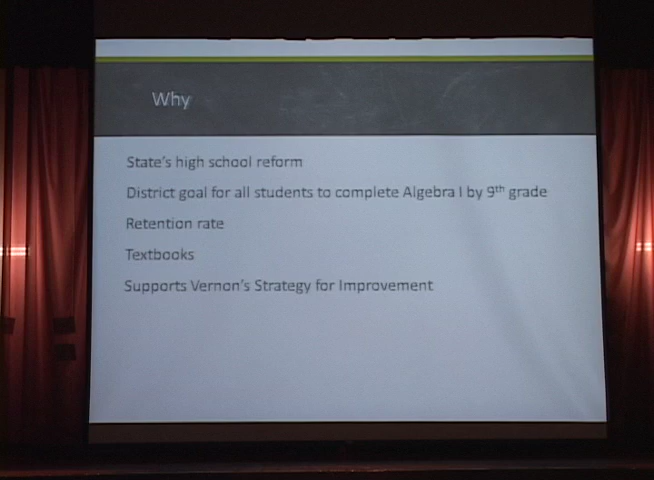 Why
State's high school reform
District goal for all students to complete Algebra I by 9th grade
Retention rate
Textbooks
Supports Vernon's Strategy for Improvement